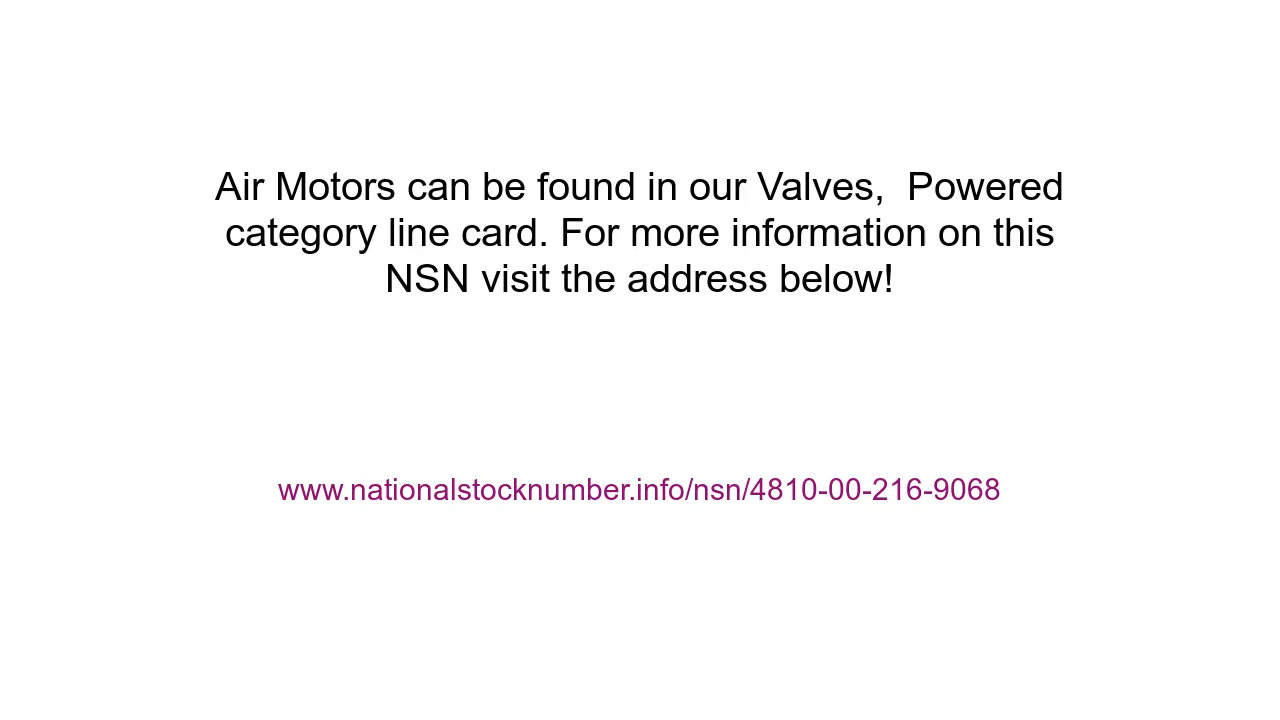 Air Motors can be found in our Valves,  Powered
category line card. For more information on this
NSN visit the address below!
www.nationalstocknumber.info/nsn/4810-00-216-9068